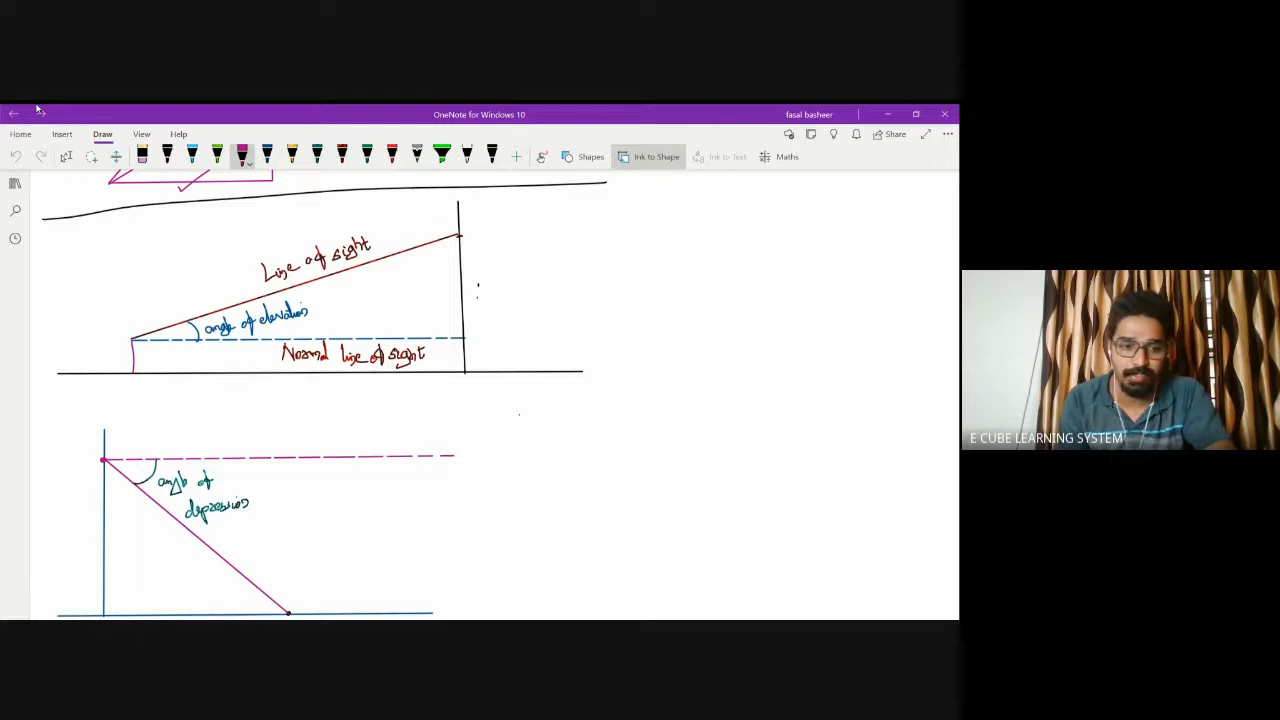 OneNote for Windows 10
fasal basheer
Home Insert Draw View Help
Share
Shapes
Ink to Shape
Ink to Text
Maths
Line of sight
angle of elevation
Normal line of sight
angle of
depression
E CUBE LEARNING SYSTEM